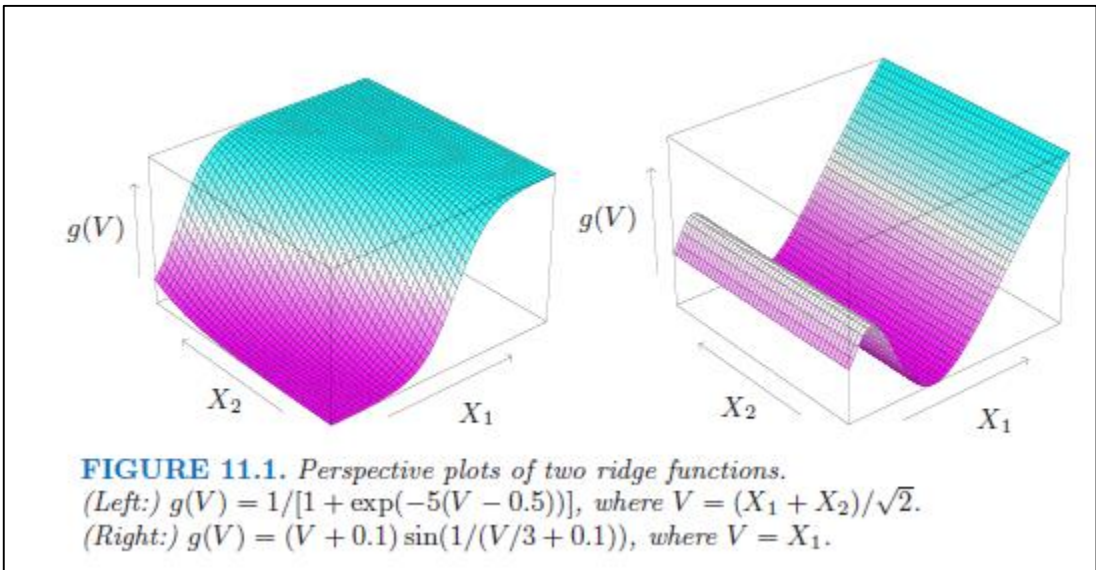 g(V)
X₂
X₁
g(V)
X₂
X₁
FIGURE 11.1. Perspective plots of two ridge functions.
(Left:) g(V) = 1/[1 + exp(−5(V − 0.5))], where V = (X₁ + X₂)/√2.
(Right:) g(V) = (V + 0.1) sin(1/(V/3 + 0.1)), where V = X₁.